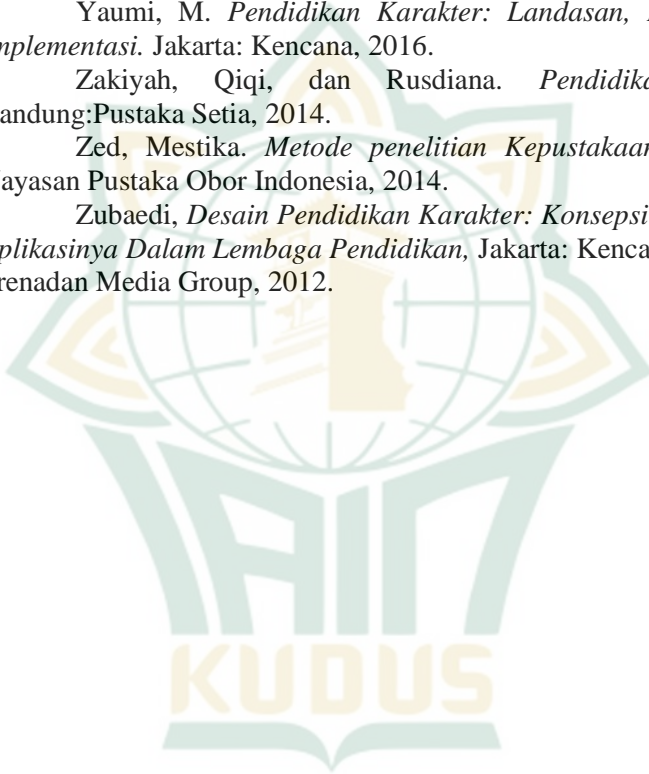 Yaumi, M. Pendidikan Karakter: Landasan,
mplementasi. Jakarta: Kencana, 2016.
Zakiyah, Qiqi, dan Rusdiana. Pendidika
andung:Pustaka Setia, 2014.
Zed, Mestika. Metode penelitian Kepustakaan
ayasan Pustaka Obor Indonesia, 2014.
Zubaedi, Desain Pendidikan Karakter: Konsepsi
plikasinya Dalam Lembaga Pendidikan, Jakarta: Kenca
renadan Media Group, 2012.
IAIN
KUDUS